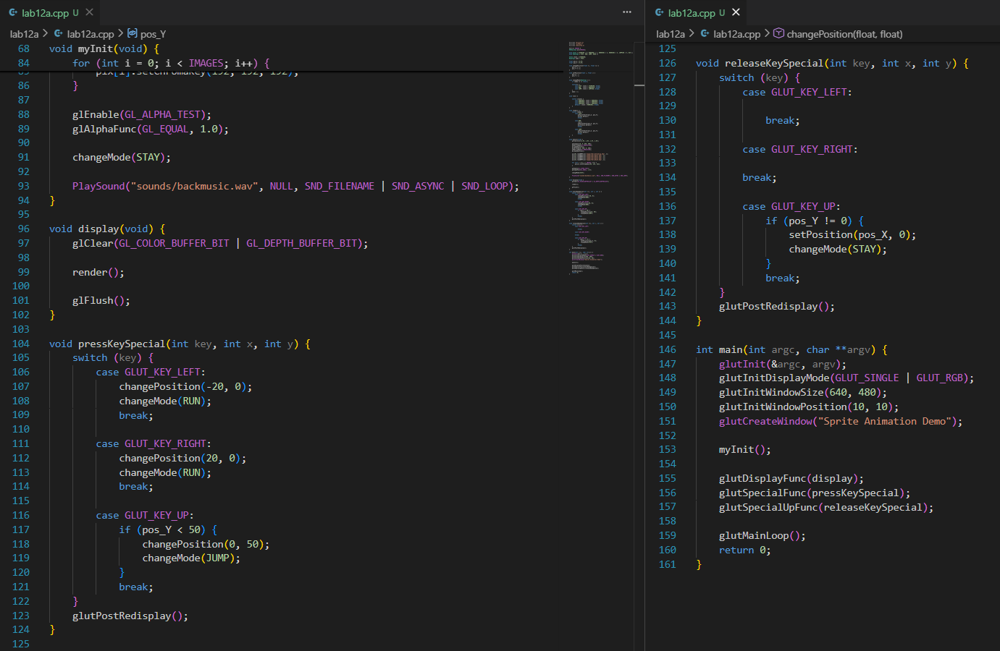 lab12a.cpp U
lab12a > lab12a.cpp > pos_Y
68 void myInit(void) {
84     for (int i = 0; i < IMAGES; i++) {
85         pix[i].setChromaKey(192, 192, 192);
86     }
87
88     glEnable(GL_ALPHA_TEST);
89     glAlphaFunc(GL_EQUAL, 1.0);
90
91     changeMode(STAY);
92
93     PlaySound("sounds/backmusic.wav", NULL, SND_FILENAME | SND_ASYNC | SND_LOOP);
94 }
95
96 void display(void) {
97     glClear(GL_COLOR_BUFFER_BIT | GL_DEPTH_BUFFER_BIT);
98
99     render();
100
101     glFlush();
102 }
103
104 void pressKeySpecial(int key, int x, int y) {
105     switch (key) {
106         case GLUT_KEY_LEFT:
107             changePosition(-20, 0);
108             changeMode(RUN);
109             break;
110
111         case GLUT_KEY_RIGHT:
112             changePosition(20, 0);
113             changeMode(RUN);
114             break;
115
116         case GLUT_KEY_UP:
117             if (pos_Y < 50) {
118                 changePosition(0, 50);
119                 changeMode(JUMP);
120             }
121             break;
122     }
123     glutPostRedisplay();
124 }
125
lab12a.cpp U
lab12a > lab12a.cpp > changePosition(float, float)
125
126 void releaseKeySpecial(int key, int x, int y) {
127     switch (key) {
128         case GLUT_KEY_LEFT:
129
130             break;
131
132         case GLUT_KEY_RIGHT:
133
134         break;
135
136         case GLUT_KEY_UP:
137             if (pos_Y != 0) {
138                 setPosition(pos_X, 0);
139                 changeMode(STAY);
140             }
141             break;
142     }
143     glutPostRedisplay();
144 }
145
146 int main(int argc, char **argv) {
147     glutInit(&argc, argv);
148     glutInitDisplayMode(GLUT_SINGLE | GLUT_RGB);
149     glutInitWindowSize(640, 480);
150     glutInitWindowPosition(10, 10);
151     glutCreateWindow("Sprite Animation Demo");
152
153     myInit();
154
155     glutDisplayFunc(display);
156     glutSpecialFunc(pressKeySpecial);
157     glutSpecialUpFunc(releaseKeySpecial);
158
159     glutMainLoop();
160     return 0;
161 }